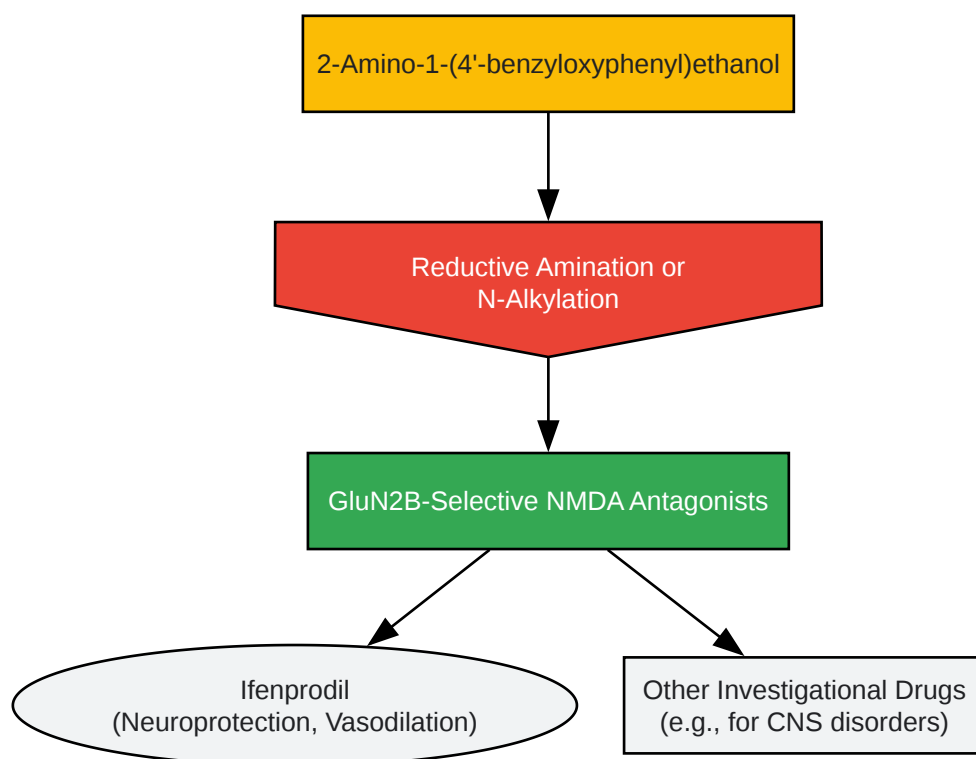 2-Amino-1-(4'-benzyloxyphenyl)ethanol
Reductive Amination or
N-Alkylation
GluN2B-Selective NMDA Antagonists
Ifenprodil
(Neuroprotection, Vasodilation)
Other Investigational Drugs
(e.g., for CNS disorders)